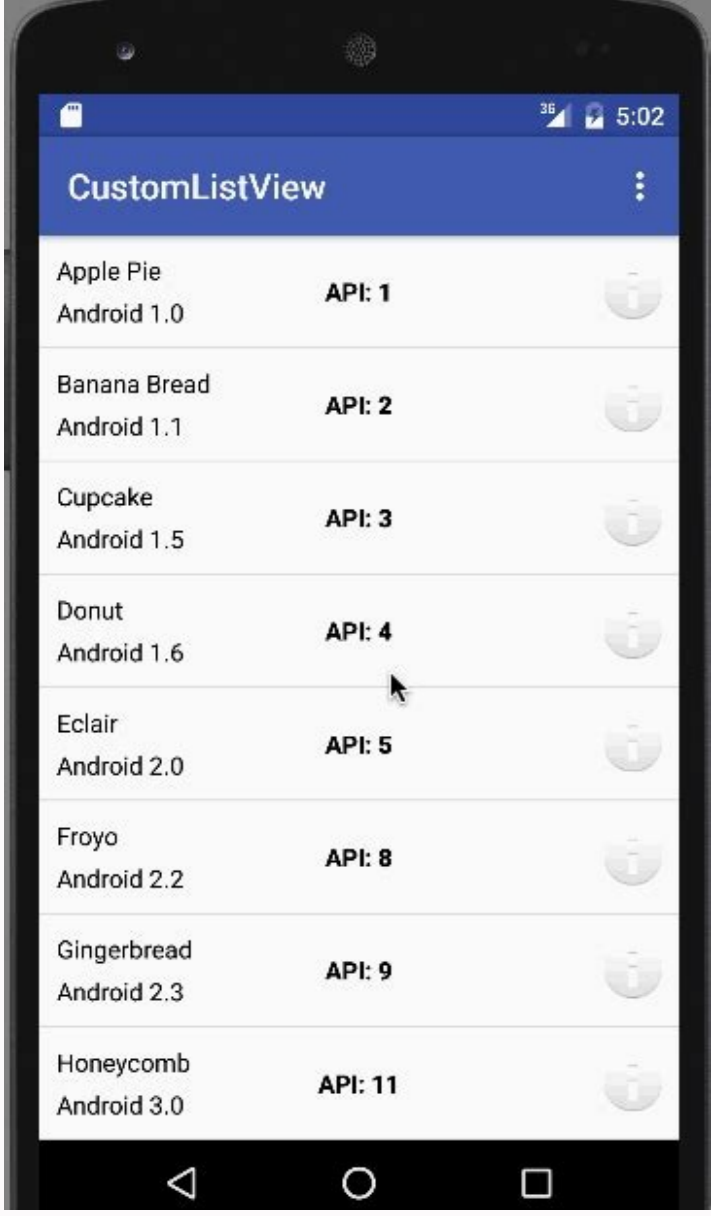 3G 5:02
CustomListView
Apple Pie
API: 1
Android 1.0
Banana Bread
API: 2
Android 1.1
Cupcake
API: 3
Android 1.5
Donut
API: 4
Android 1.6
Eclair
API: 5
Android 2.0
Froyo
API: 8
Android 2.2
Gingerbread
API: 9
Android 2.3
Honeycomb
API: 11
Android 3.0